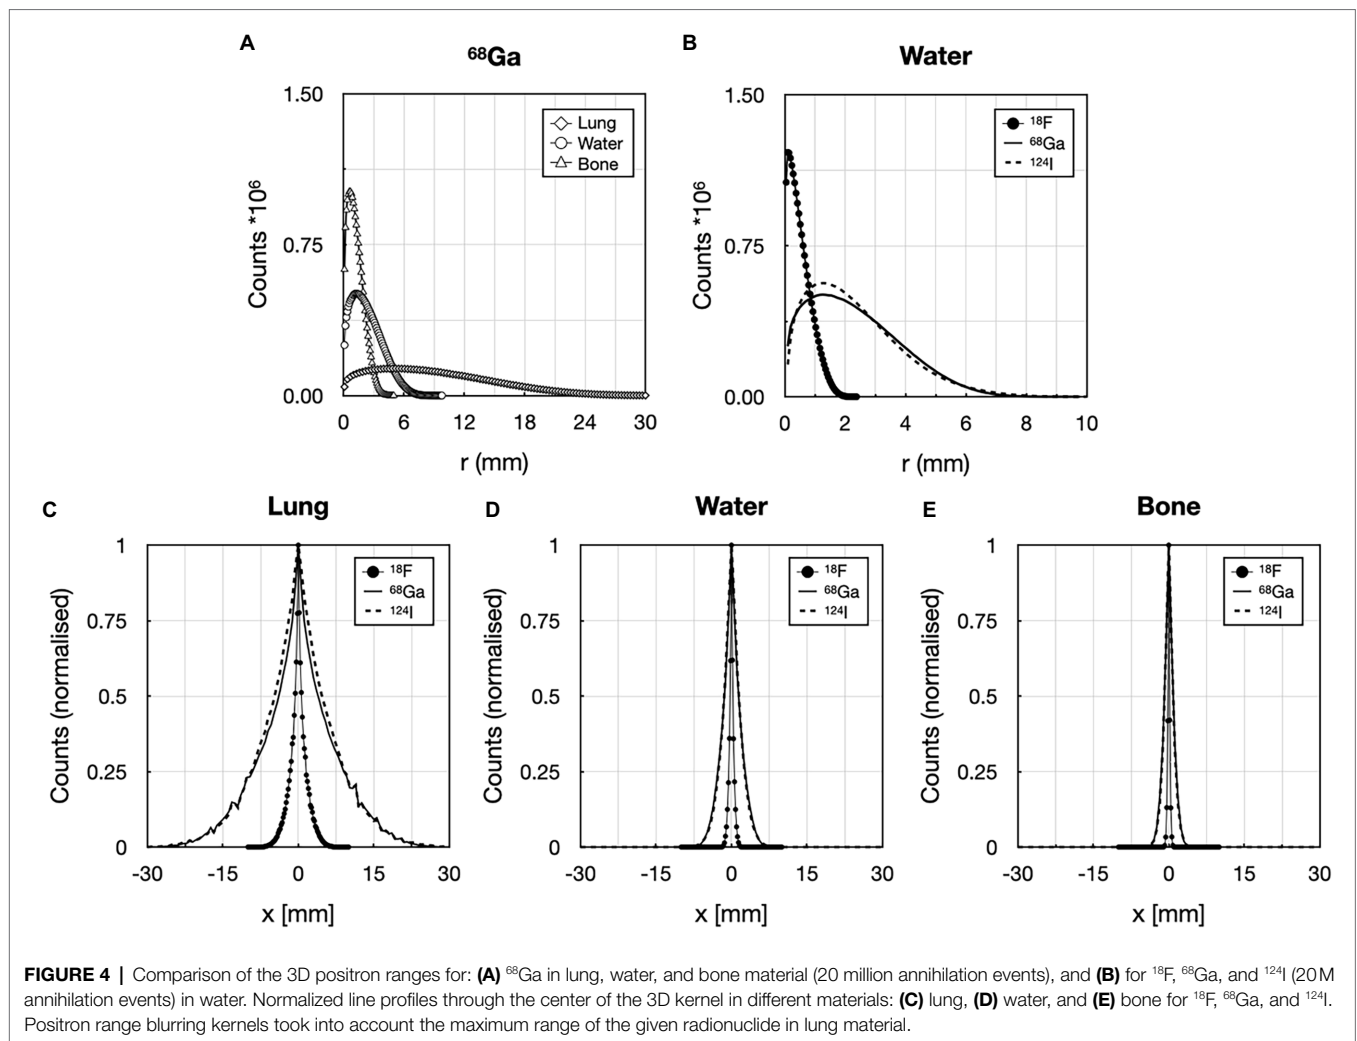 A
⁶⁸Ga
1.50
0.75
0.00
Counts *10⁶
Lung
Water
Bone
0 6 12 18 24 30
r (mm)
B
Water
1.50
0.75
0.00
Counts *10⁶
¹⁸F
⁶⁸Ga
¹²⁴I
0 2 4 6 8 10
r (mm)
C
Lung
1
0.75
0.5
0.25
0
Counts (normalised)
¹⁸F
⁶⁸Ga
¹²⁴I
-30 -15 0 15 30
x [mm]
D
Water
1
0.75
0.5
0.25
0
Counts (normalised)
¹⁸F
⁶⁸Ga
¹²⁴I
-30 -15 0 15 30
x [mm]
E
Bone
1
0.75
0.5
0.25
0
Counts (normalised)
¹⁸F
⁶⁸Ga
¹²⁴I
-30 -15 0 15 30
x [mm]
FIGURE 4 | Comparison of the 3D positron ranges for: (A) ⁶⁸Ga in lung, water, and bone material (20 million annihilation events), and (B) for ¹⁸F, ⁶⁸Ga, and ¹²⁴I (20 M
annihilation events) in water. Normalized line profiles through the center of the 3D kernel in different materials: (C) lung, (D) water, and (E) bone for ¹⁸F, ⁶⁸Ga, and ¹²⁴I.
Positron range blurring kernels took into account the maximum range of the given radionuclide in lung material.